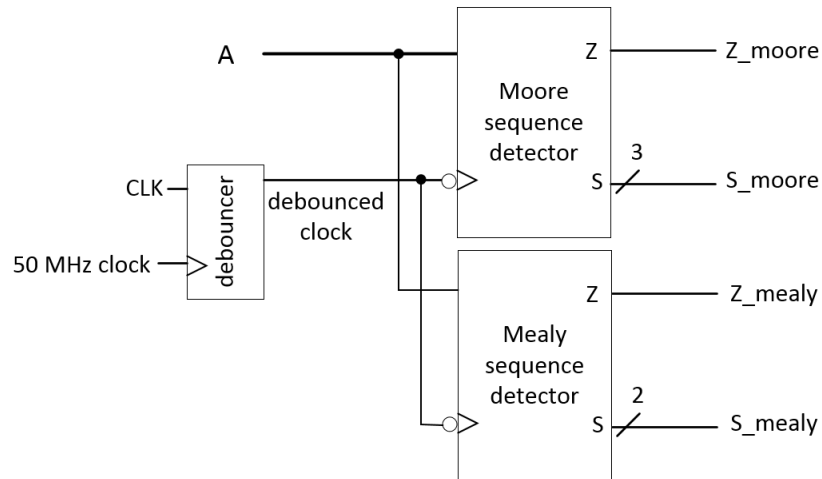 A
Z
Z_moore
Moore
sequence
detector
3
S
S_moore
CLK
debouncer
debounced
clock
50 MHz clock
Z
Z_mealy
Mealy
sequence
detector
2
S
S_mealy